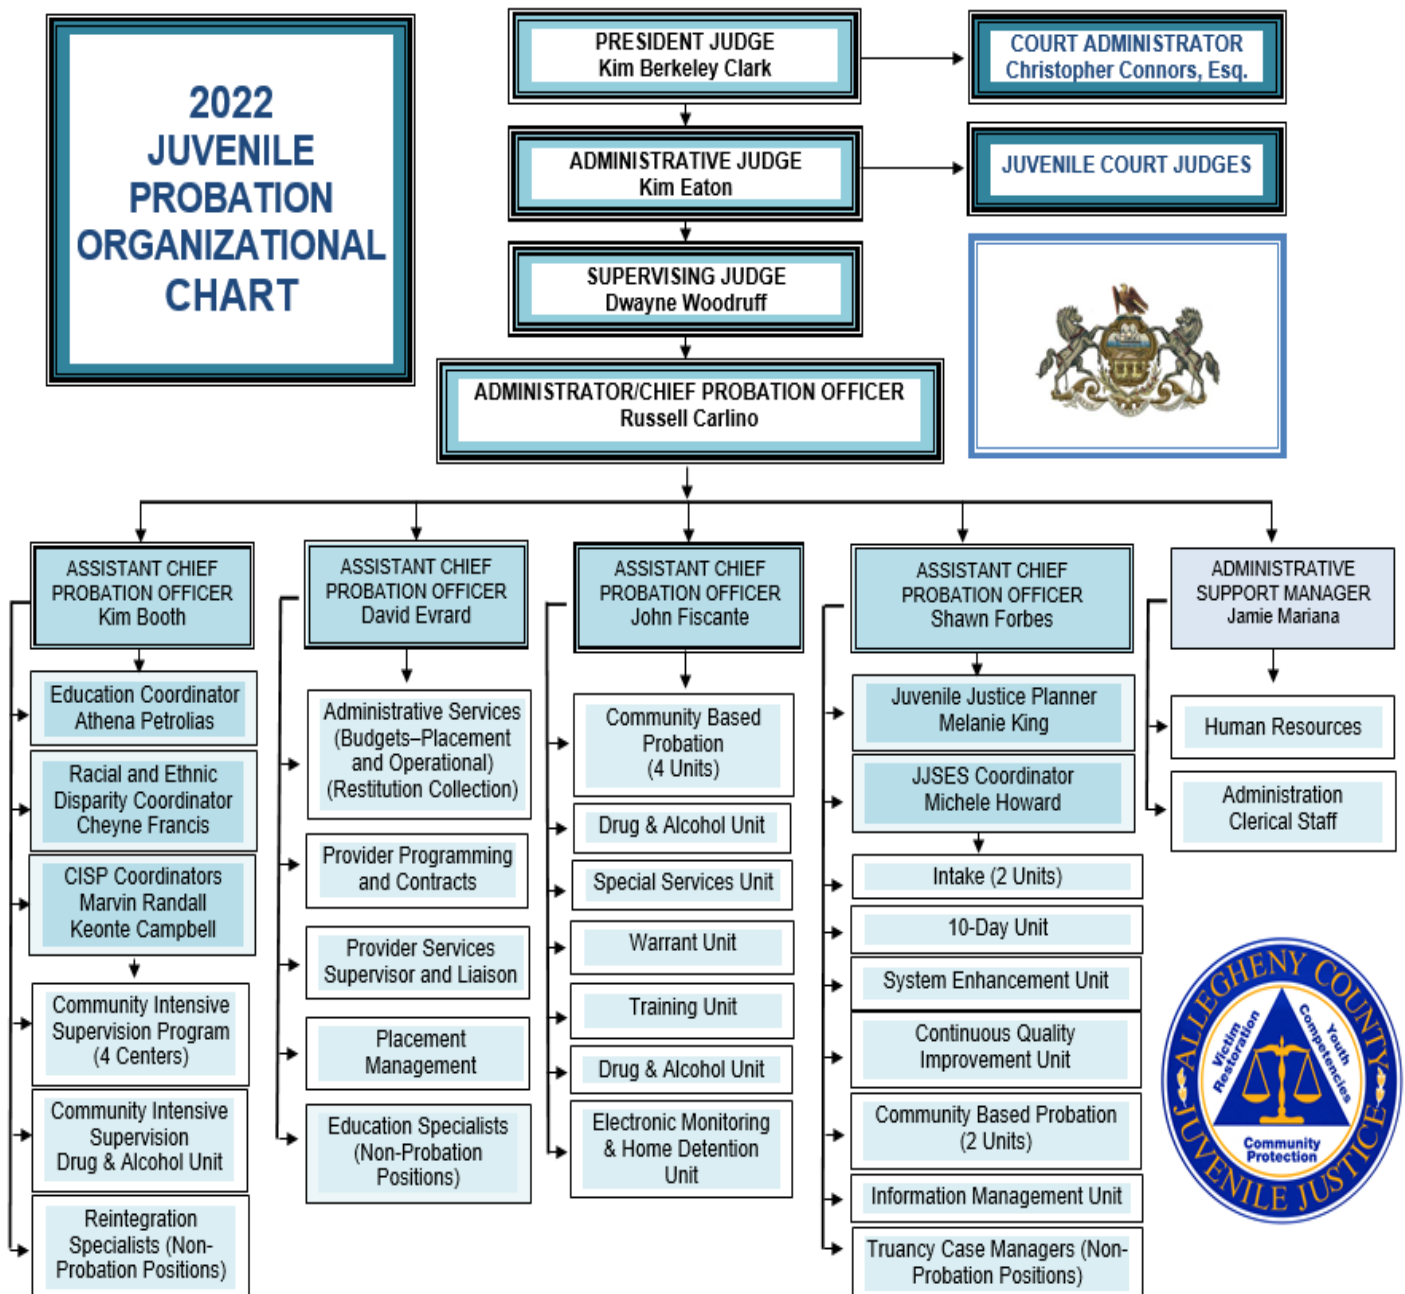 2022
JUVENILE
PROBATION
ORGANIZATIONAL
CHART
PRESIDENT JUDGE
Kim Berkeley Clark
COURT ADMINISTRATOR
Christopher Connors, Esq.
ADMINISTRATIVE JUDGE
Kim Eaton
JUVENILE COURT JUDGES
SUPERVISING JUDGE
Dwayne Woodruff
ADMINISTRATOR/CHIEF PROBATION OFFICER
Russell Carlino
ASSISTANT CHIEF
PROBATION OFFICER
Kim Booth
Education Coordinator
Athena Petrolias
Racial and Ethnic
Disparity Coordinator
Cheyne Francis
CISP Coordinators
Marvin Randall
Keonte Campbell
Community Intensive
Supervision Program
(4 Centers)
Community Intensive
Supervision
Drug & Alcohol Unit
Reintegration
Specialists (Non-
Probation Positions)
ASSISTANT CHIEF
PROBATION OFFICER
David Evrard
Administrative Services
(Budgets–Placement
and Operational)
(Restitution Collection)
Provider Programming
and Contracts
Provider Services
Supervisor and Liaison
Placement
Management
Education Specialists
(Non-Probation
Positions)
ASSISTANT CHIEF
PROBATION OFFICER
John Fiscante
Community Based
Probation
(4 Units)
Drug & Alcohol Unit
Special Services Unit
Warrant Unit
Training Unit
Drug & Alcohol Unit
Electronic Monitoring
& Home Detention
Unit
ASSISTANT CHIEF
PROBATION OFFICER
Shawn Forbes
Juvenile Justice Planner
Melanie King
JJSES Coordinator
Michele Howard
Intake (2 Units)
10-Day Unit
System Enhancement Unit
Continuous Quality
Improvement Unit
Community Based Probation
(2 Units)
Information Management Unit
Truancy Case Managers (Non-
Probation Positions)
ADMINISTRATIVE
SUPPORT MANAGER
Jamie Mariana
Human Resources
Administration
Clerical Staff
ALLEGHENY COUNTY
Victim
Restoration
Youth
Competencies
Community
Protection
JUVENILE JUSTICE